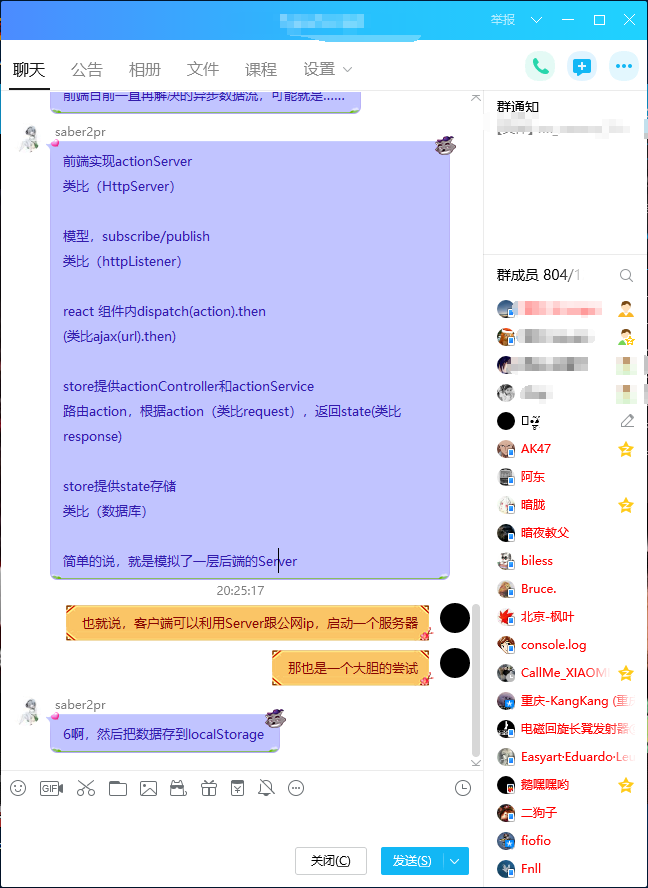 举报
聊天 公告 相册 文件 课程 设置
前端目前一直再解决的异步数据流，可能就是......
saber2pr
前端实现actionServer
类比（HttpServer）
模型，subscribe/publish
类比（httpListener）
react 组件内dispatch(action).then
(类比ajax(url).then)
store提供actionController和actionService
路由action，根据action（类比request），返回state(类比
response)
store提供state存储
类比（数据库）
简单的说，就是模拟了一层后端的Server
20:25:17
也就说，客户端可以利用Server跟公网ip，启动一个服务器
那也是一个大胆的尝试
saber2pr
6啊，然后把数据存到localStorage
GIF
关闭(C)
发送(S)
群通知
群成员 804/1
AK47
阿东
暗胧
暗夜教父
biless
Bruce.
北京-枫叶
console.log
CallMe_XIAOM
重庆-KangKang (重庆
电磁回旋长凳发射器
Easyart·Eduardo·Leu
鹅嘿嘿哟
二狗子
fiofio
Fnll